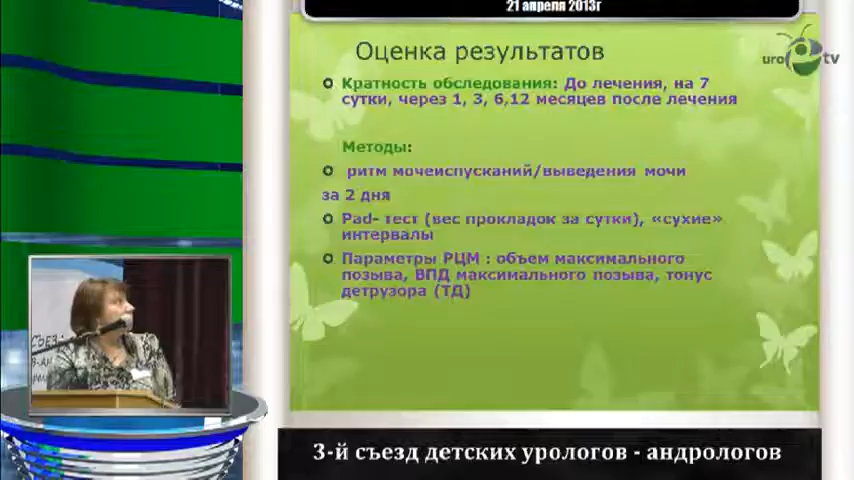 21 апреля 2013г
uro tv
Оценка результатов
Кратность обследования: До лечения, на 7
сутки, через 1, 3, 6,12 месяцев после лечения
Методы:
ритм мочеиспусканий/выведения мочи
за 2 дня
Pad- тест (вес прокладок за сутки), «сухие»
интервалы
Параметры РЦМ : объем максимального
позыва, ВПД максимального позыва, тонус
детрузора (ТД)
СЪЕЗ
3-й съезд детских урологов - андрологов